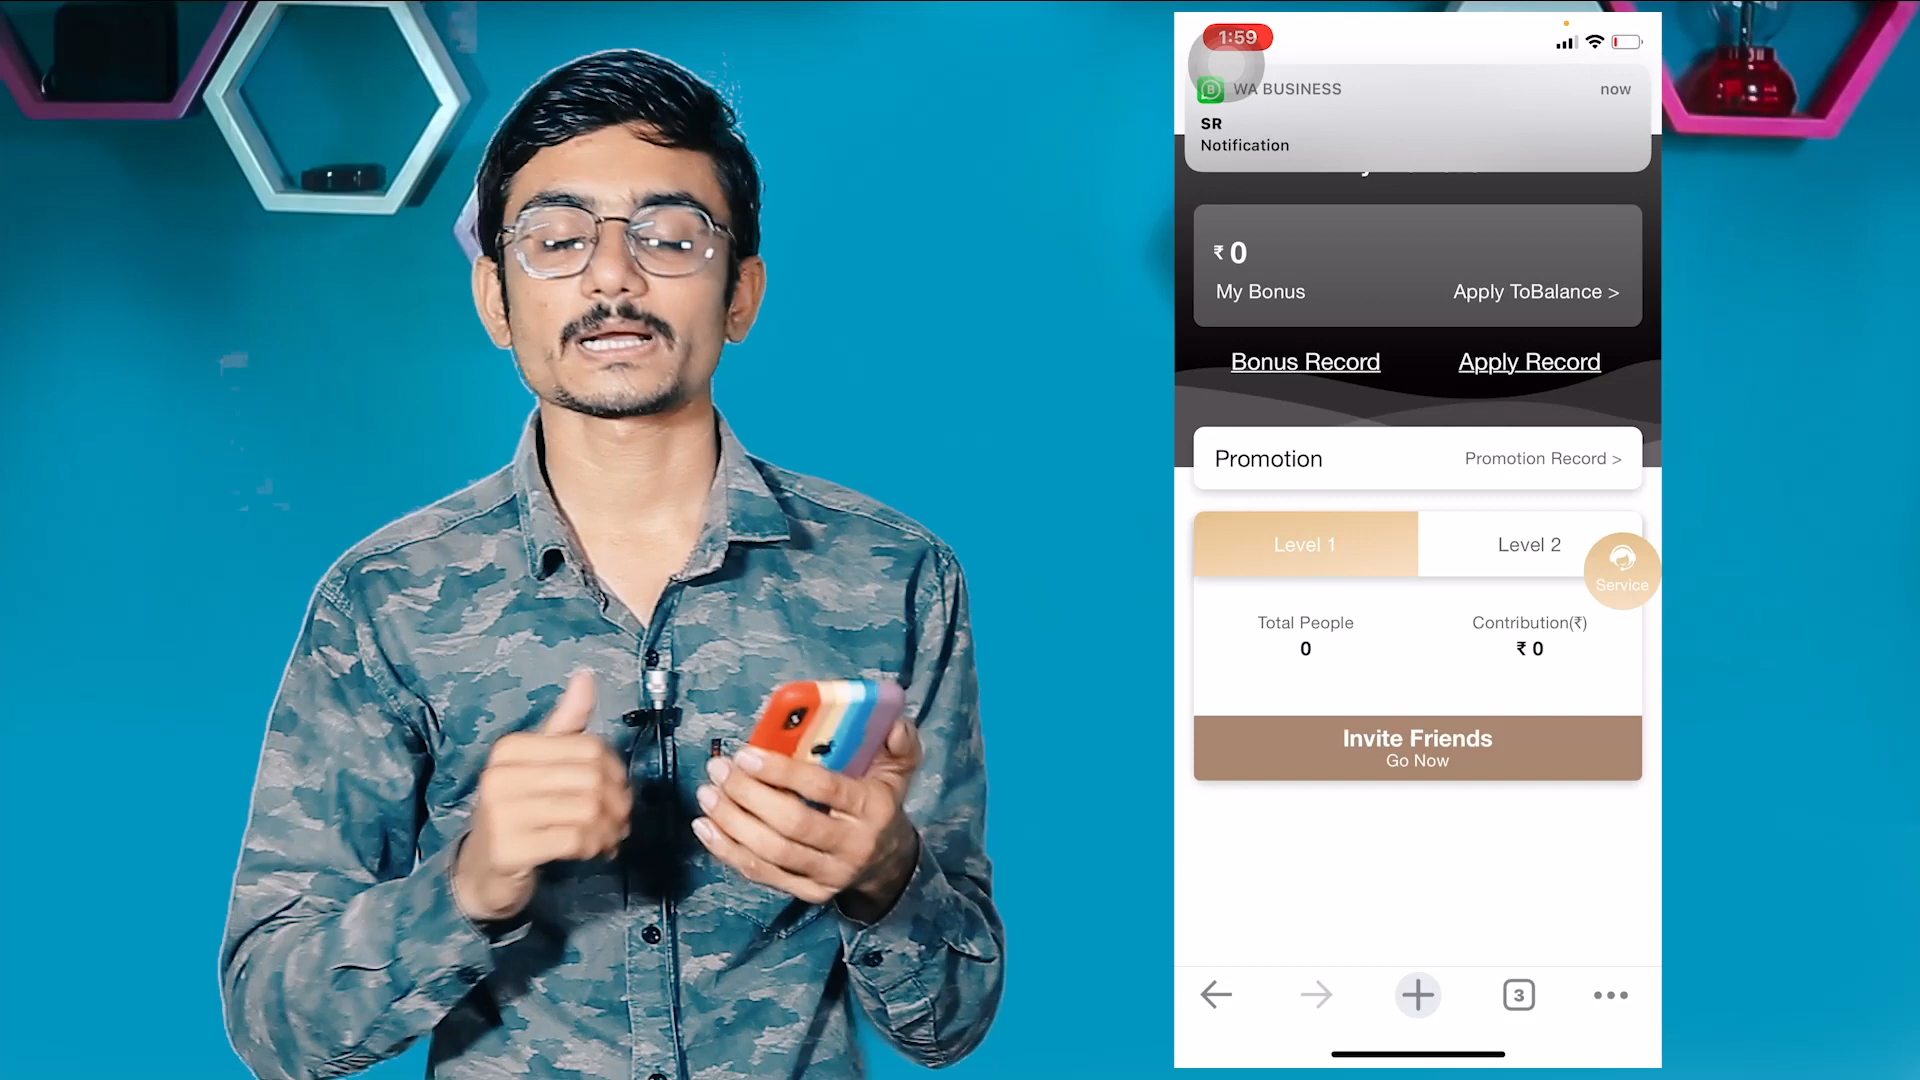 1:59
WA BUSINESS
now
SR
Notification
₹ 0
My Bonus
Apply ToBalance >
Bonus Record
Apply Record
Promotion
Promotion Record >
Level 1
Level 2
Service
Total People
Contribution(₹)
0
₹ 0
Invite Friends
Go Now
3